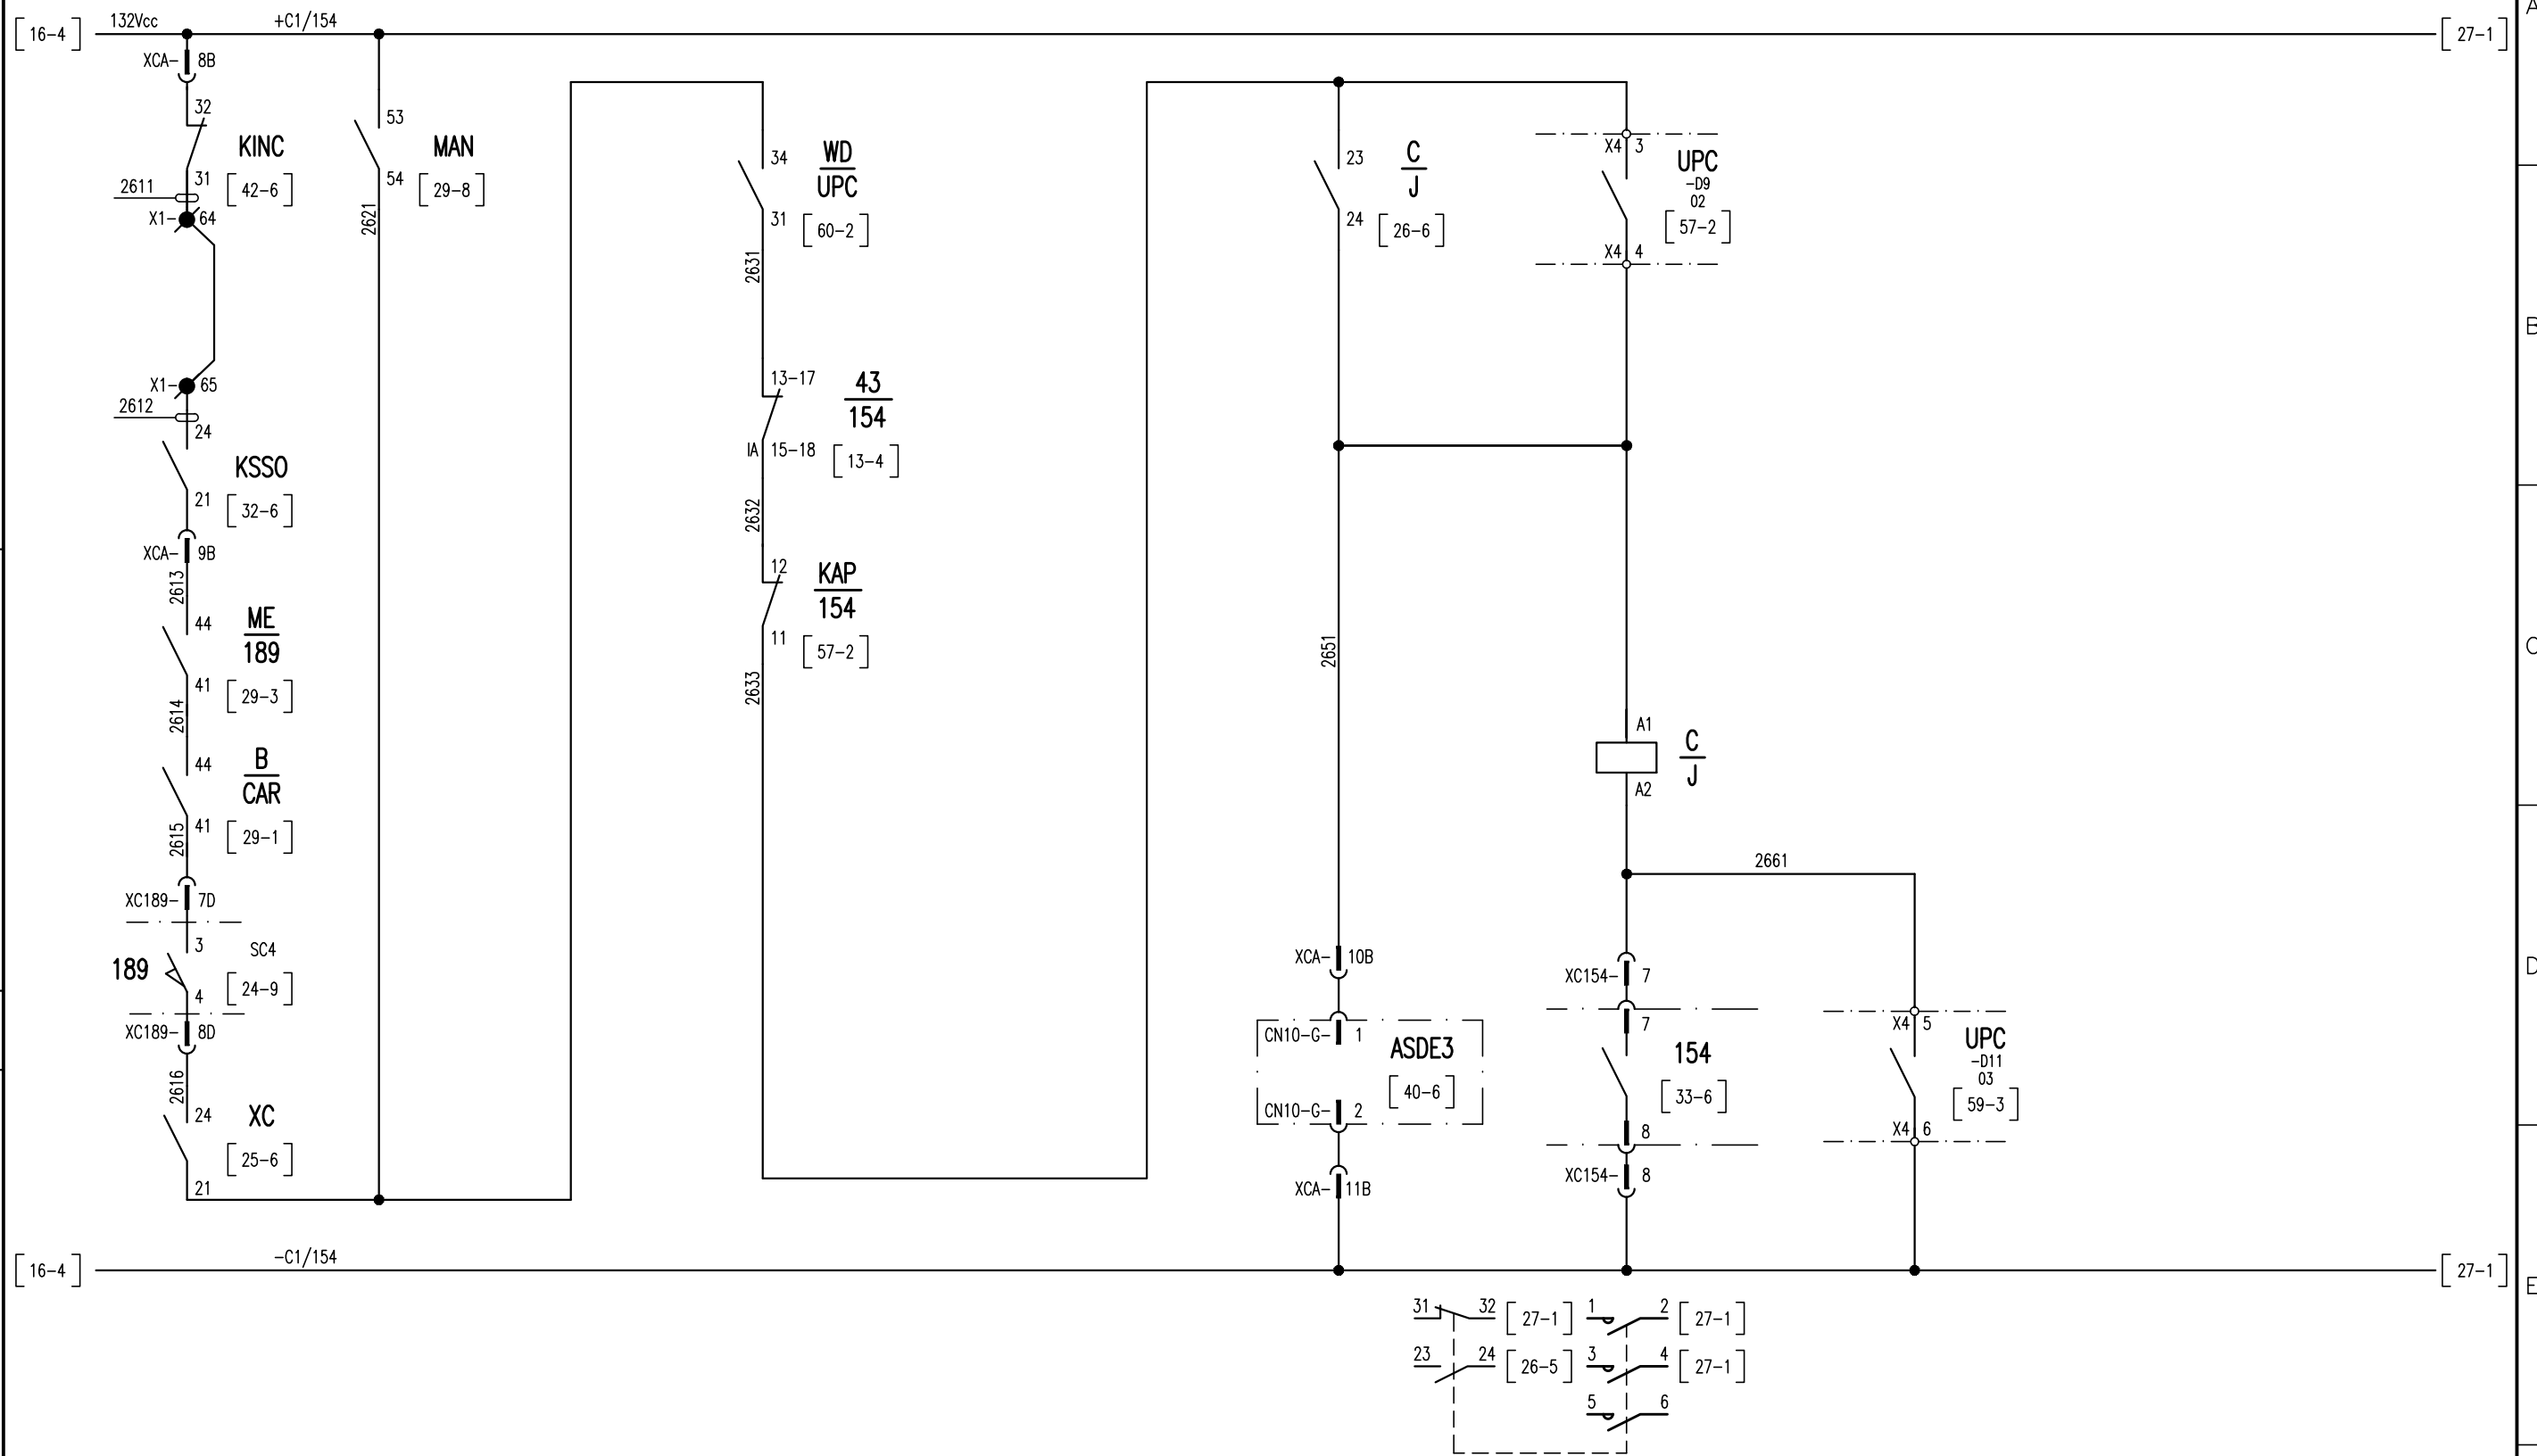 132Vcc
+C1/154
16-4
27-1
XCA- 8B
32
KINC
31
42-6
2611
X1- 64
X1- 65
2612
24
KSSO
21
32-6
XCA- 9B
2613
44
ME
189
41
29-3
2614
44
B
CAR
41
29-1
2615
XC189- 7D
3
SC4
189
4
24-9
XC189- 8D
2616
24
XC
25-6
21
53
MAN
54
29-8
2621
34
WD
UPC
31
60-2
2631
13-17
43
154
IA 15-18
13-4
2632
12
KAP
154
11
57-2
2633
23
C
J
24
26-6
2651
XCA- 10B
CN10-G- 1
ASDE3
40-6
CN10-G- 2
XCA- 11B
X4 3
UPC
-D9
02
57-2
X4 4
A1
C
J
A2
2661
XC154- 7
7
154
33-6
8
XC154- 8
X4 5
UPC
-D11
03
59-3
X4 6
-C1/154
16-4
27-1
31 32 27-1 1 2 27-1
23 24 26-5 3 4 27-1
5 6
A
B
C
D
E